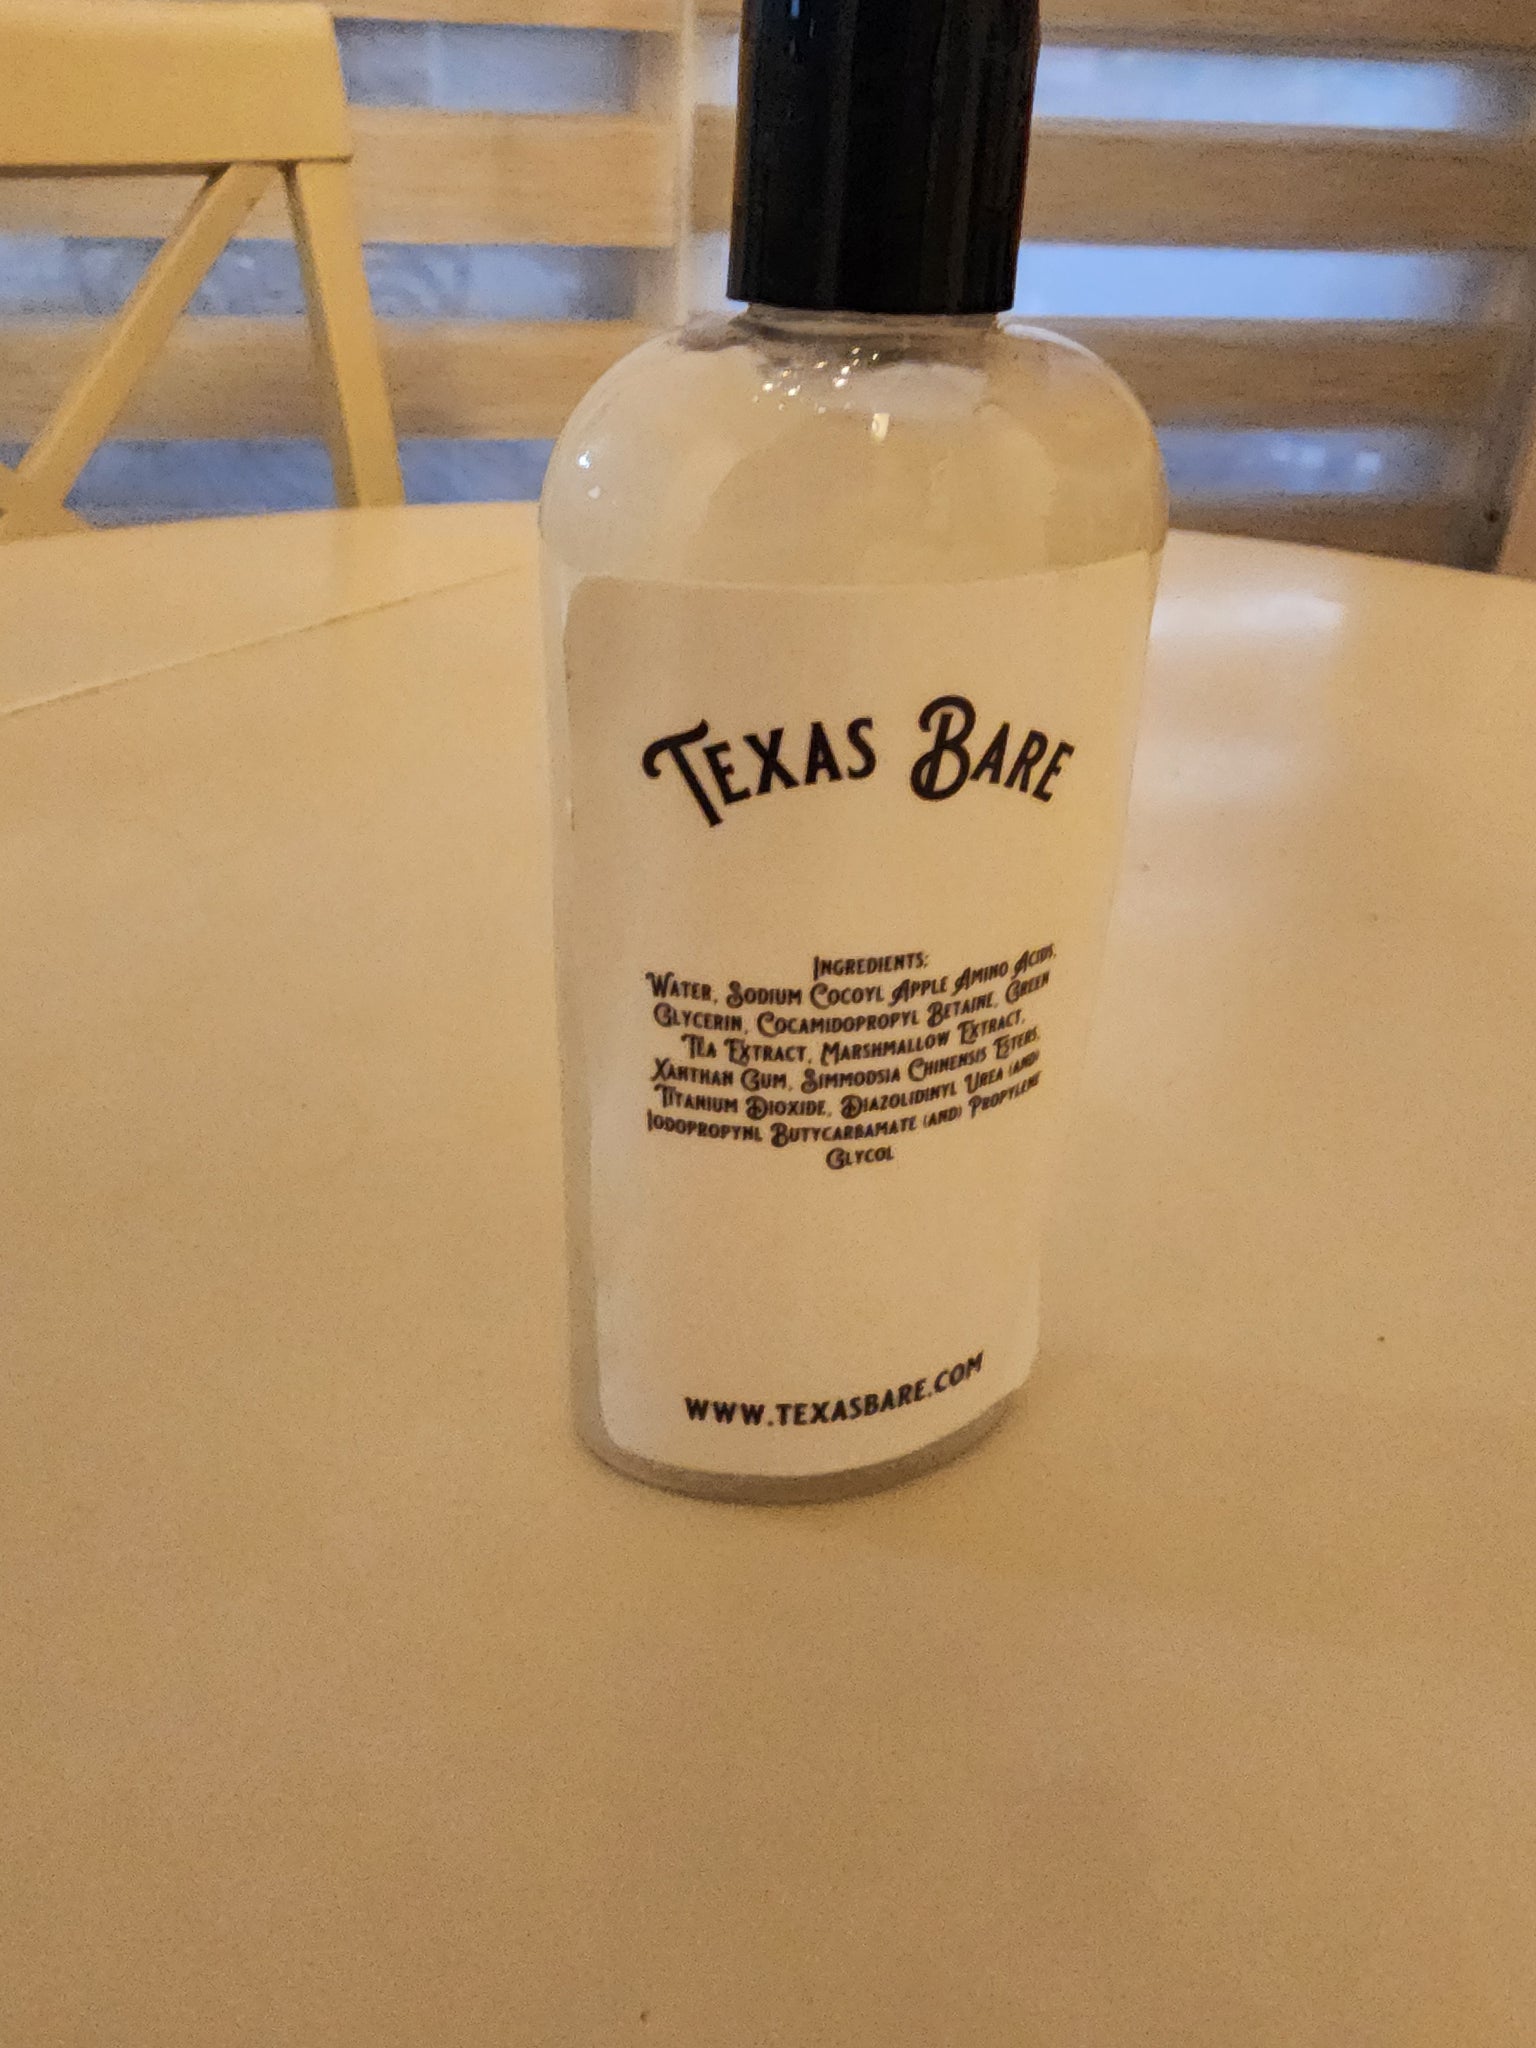 Texas Bare
Ingredients:
Water, Sodium Cocoyl Apple Amino Acids,
Glycerin, Cocamidopropyl Betaine, Green
Tea Extract, Marshmallow Extract,
Xanthan Gum, Simmodsia Chinensis Esters,
Titanium Dioxide, Diazolidinyl Urea (and)
Iodopropynl Butycarbamate (and) Propylene
Glycol
www.texasbare.com